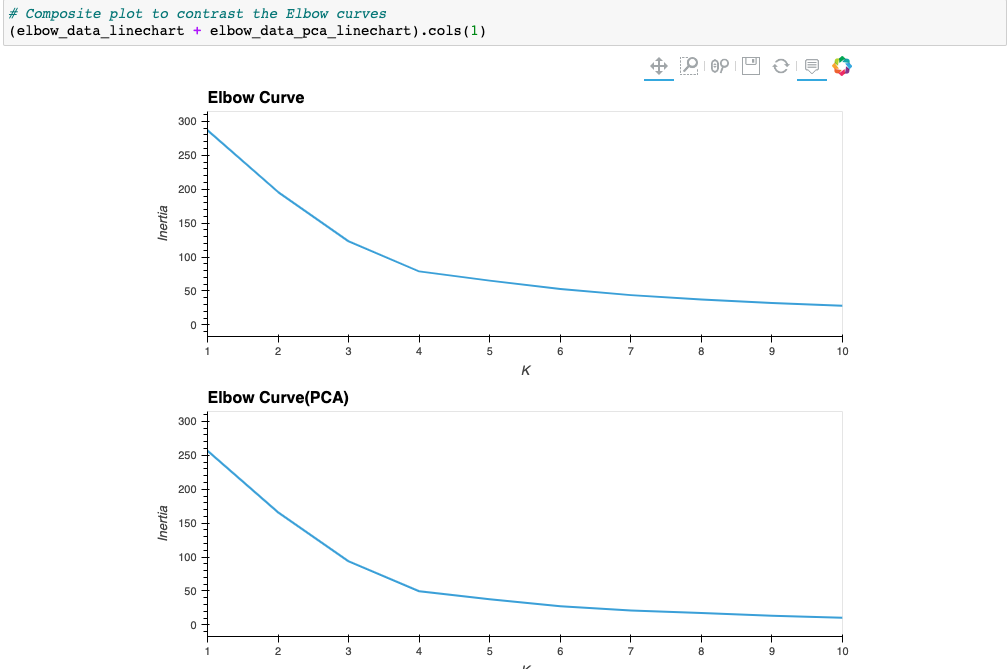 # Composite plot to contrast the Elbow curves
(elbow_data_linechart + elbow_data_pca_linechart).cols(1)
Elbow Curve
300
250
200
150
100
50
0
Inertia
1 2 3 4 5 6 7 8 9 10
K
Elbow Curve(PCA)
300
250
200
150
100
50
0
Inertia
1 2 3 4 5 6 7 8 9 10